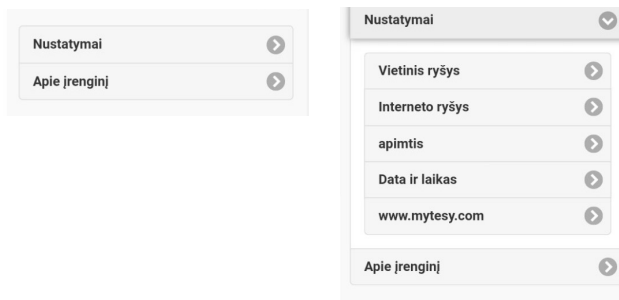 Nustatymai
Apie įrenginį
Nustatymai
Vietinis ryšys
Interneto ryšys
apimtis
Data ir laikas
www.mytesy.com
Apie įrenginį